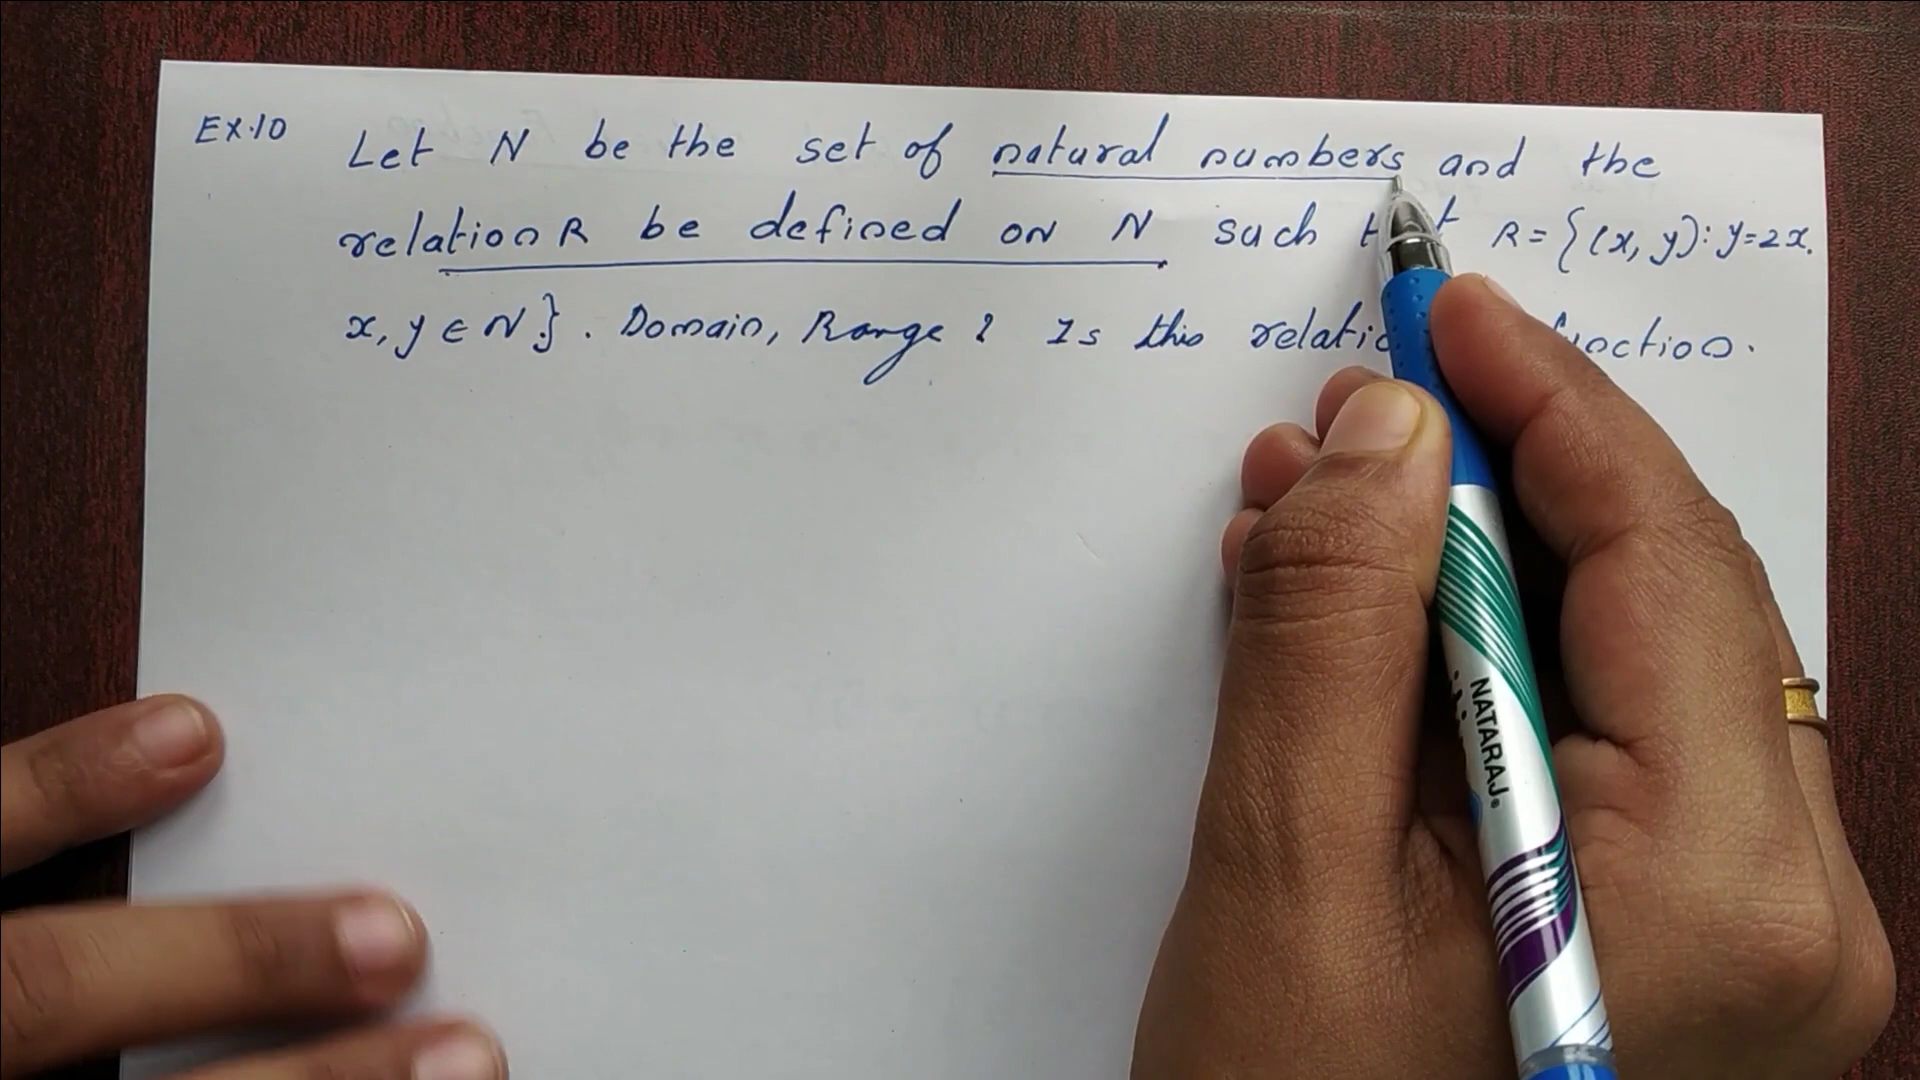 Ex.10 Let N be the set of natural numbers and the
relation R be defined on N such R = {(x, y): y=2x.
x, y ∈ N}. Domain, Range ? Is this
NATARAJ